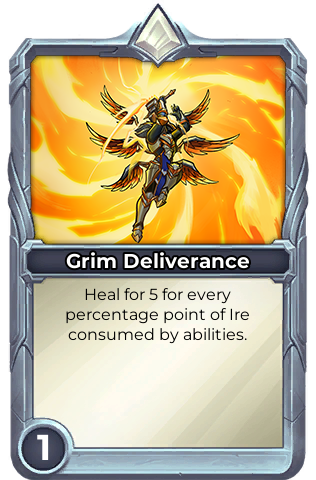 Grim Deliverance
Heal for 5 for every
percentage point of Ire
consumed by abilities.
1